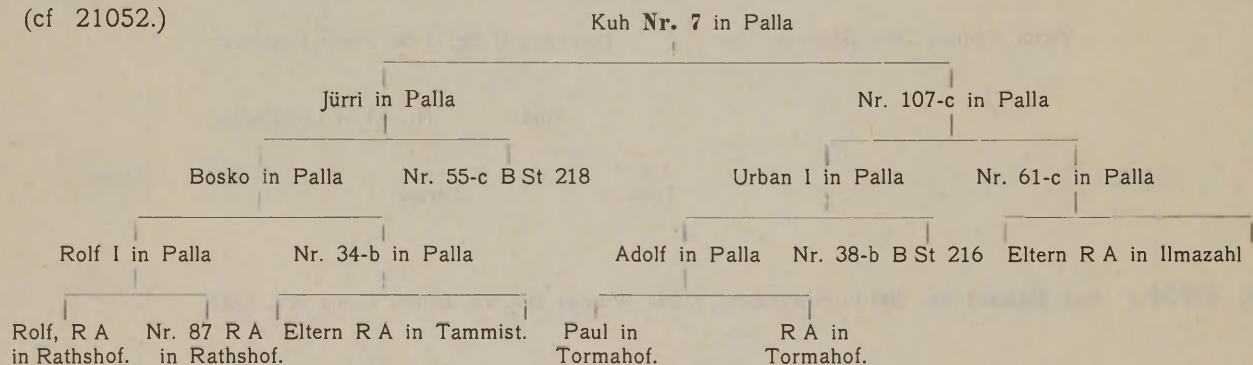 (cf 21052.)
Kuh Nr. 7 in Palla
Jürri in Palla Nr. 107-c in Palla
Bosko in Palla Nr. 55-c B St 218 Urban I in Palla Nr. 61-c in Palla
Rolf I in Palla Nr. 34-b in Palla Adolf in Palla Nr. 38-b B St 216 Eltern R A in Ilmazahl
Rolf, R A Nr. 87 R A Eltern R A in Tammist. Paul in R A in
in Rathshof. in Rathshof. Tormahof. Tormahof.